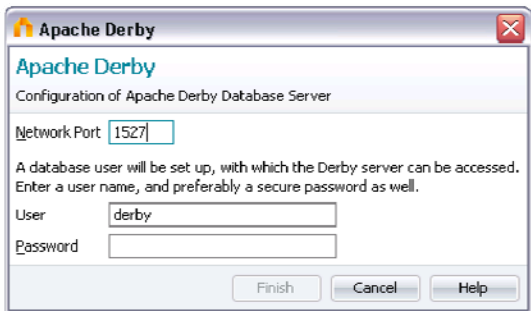 Apache Derby
Apache Derby
Configuration of Apache Derby Database Server
Network Port 1527
A database user will be set up, with which the Derby server can be accessed.
Enter a user name, and preferably a secure password as well.
User derby
Password
Finish Cancel Help